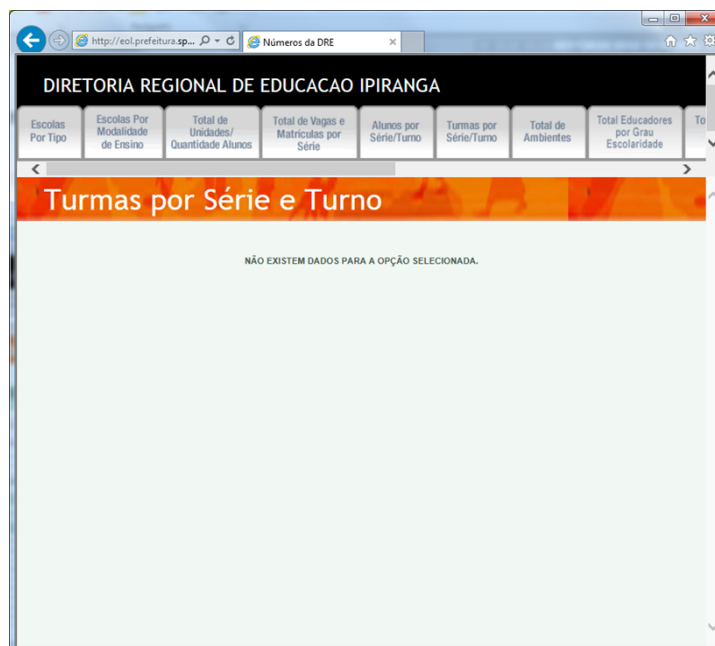 http://eol.prefeitura.sp...
Números da DRE
DIRETORIA REGIONAL DE EDUCACAO IPIRANGA
Escolas
Por Tipo
Escolas Por
Modalidade
de Ensino
Total de
Unidades/
Quantidade Alunos
Total de Vagas e
Matrículas por
Série
Alunos por
Série/Turno
Turmas por
Série/Turno
Total de
Ambientes
Total Educadores
por Grau
Escolaridade
To
Turmas por Série e Turno
NÃO EXISTEM DADOS PARA A OPÇÃO SELECIONADA.